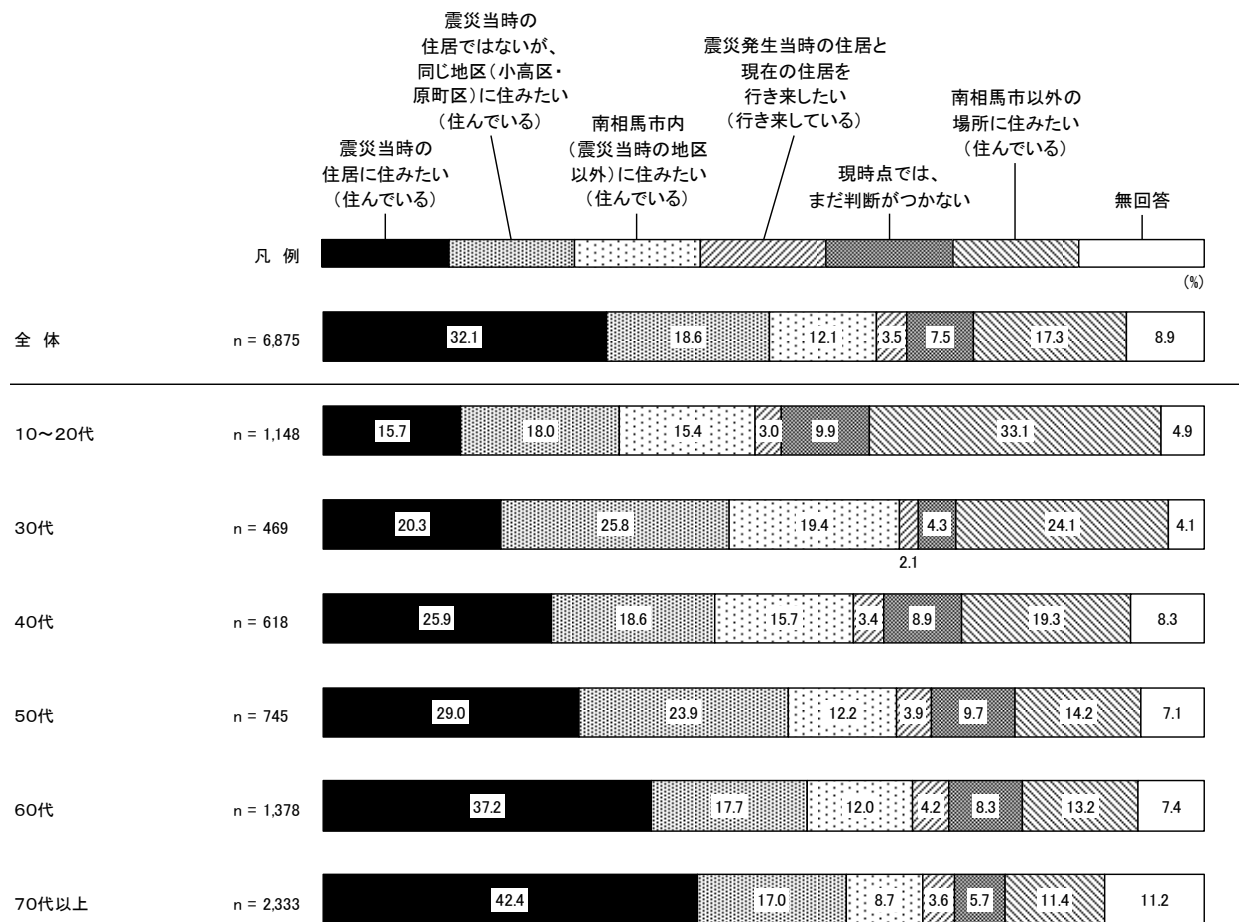 震災当時の
住居に住みたい
(住んでいる)
震災当時の
住居ではないが、
同じ地区(小高区・
原町区)に住みたい
(住んでいる)
南相馬市内
(震災当時の地区
以外)に住みたい
(住んでいる)
震災発生当時の住居と
現在の住居を
行き来したい
(行き来している)
現時点では、
まだ判断がつかない
南相馬市以外の
場所に住みたい
(住んでいる)
無回答
凡 例
(%)
全 体 n = 6,875 32.1 18.6 12.1 3.5 7.5 17.3 8.9
10~20代 n = 1,148 15.7 18.0 15.4 3.0 9.9 33.1 4.9
30代 n = 469 20.3 25.8 19.4 4.3 24.1 4.1
2.1
40代 n = 618 25.9 18.6 15.7 3.4 8.9 19.3 8.3
50代 n = 745 29.0 23.9 12.2 3.9 9.7 14.2 7.1
60代 n = 1,378 37.2 17.7 12.0 4.2 8.3 13.2 7.4
70代以上 n = 2,333 42.4 17.0 8.7 3.6 5.7 11.4 11.2